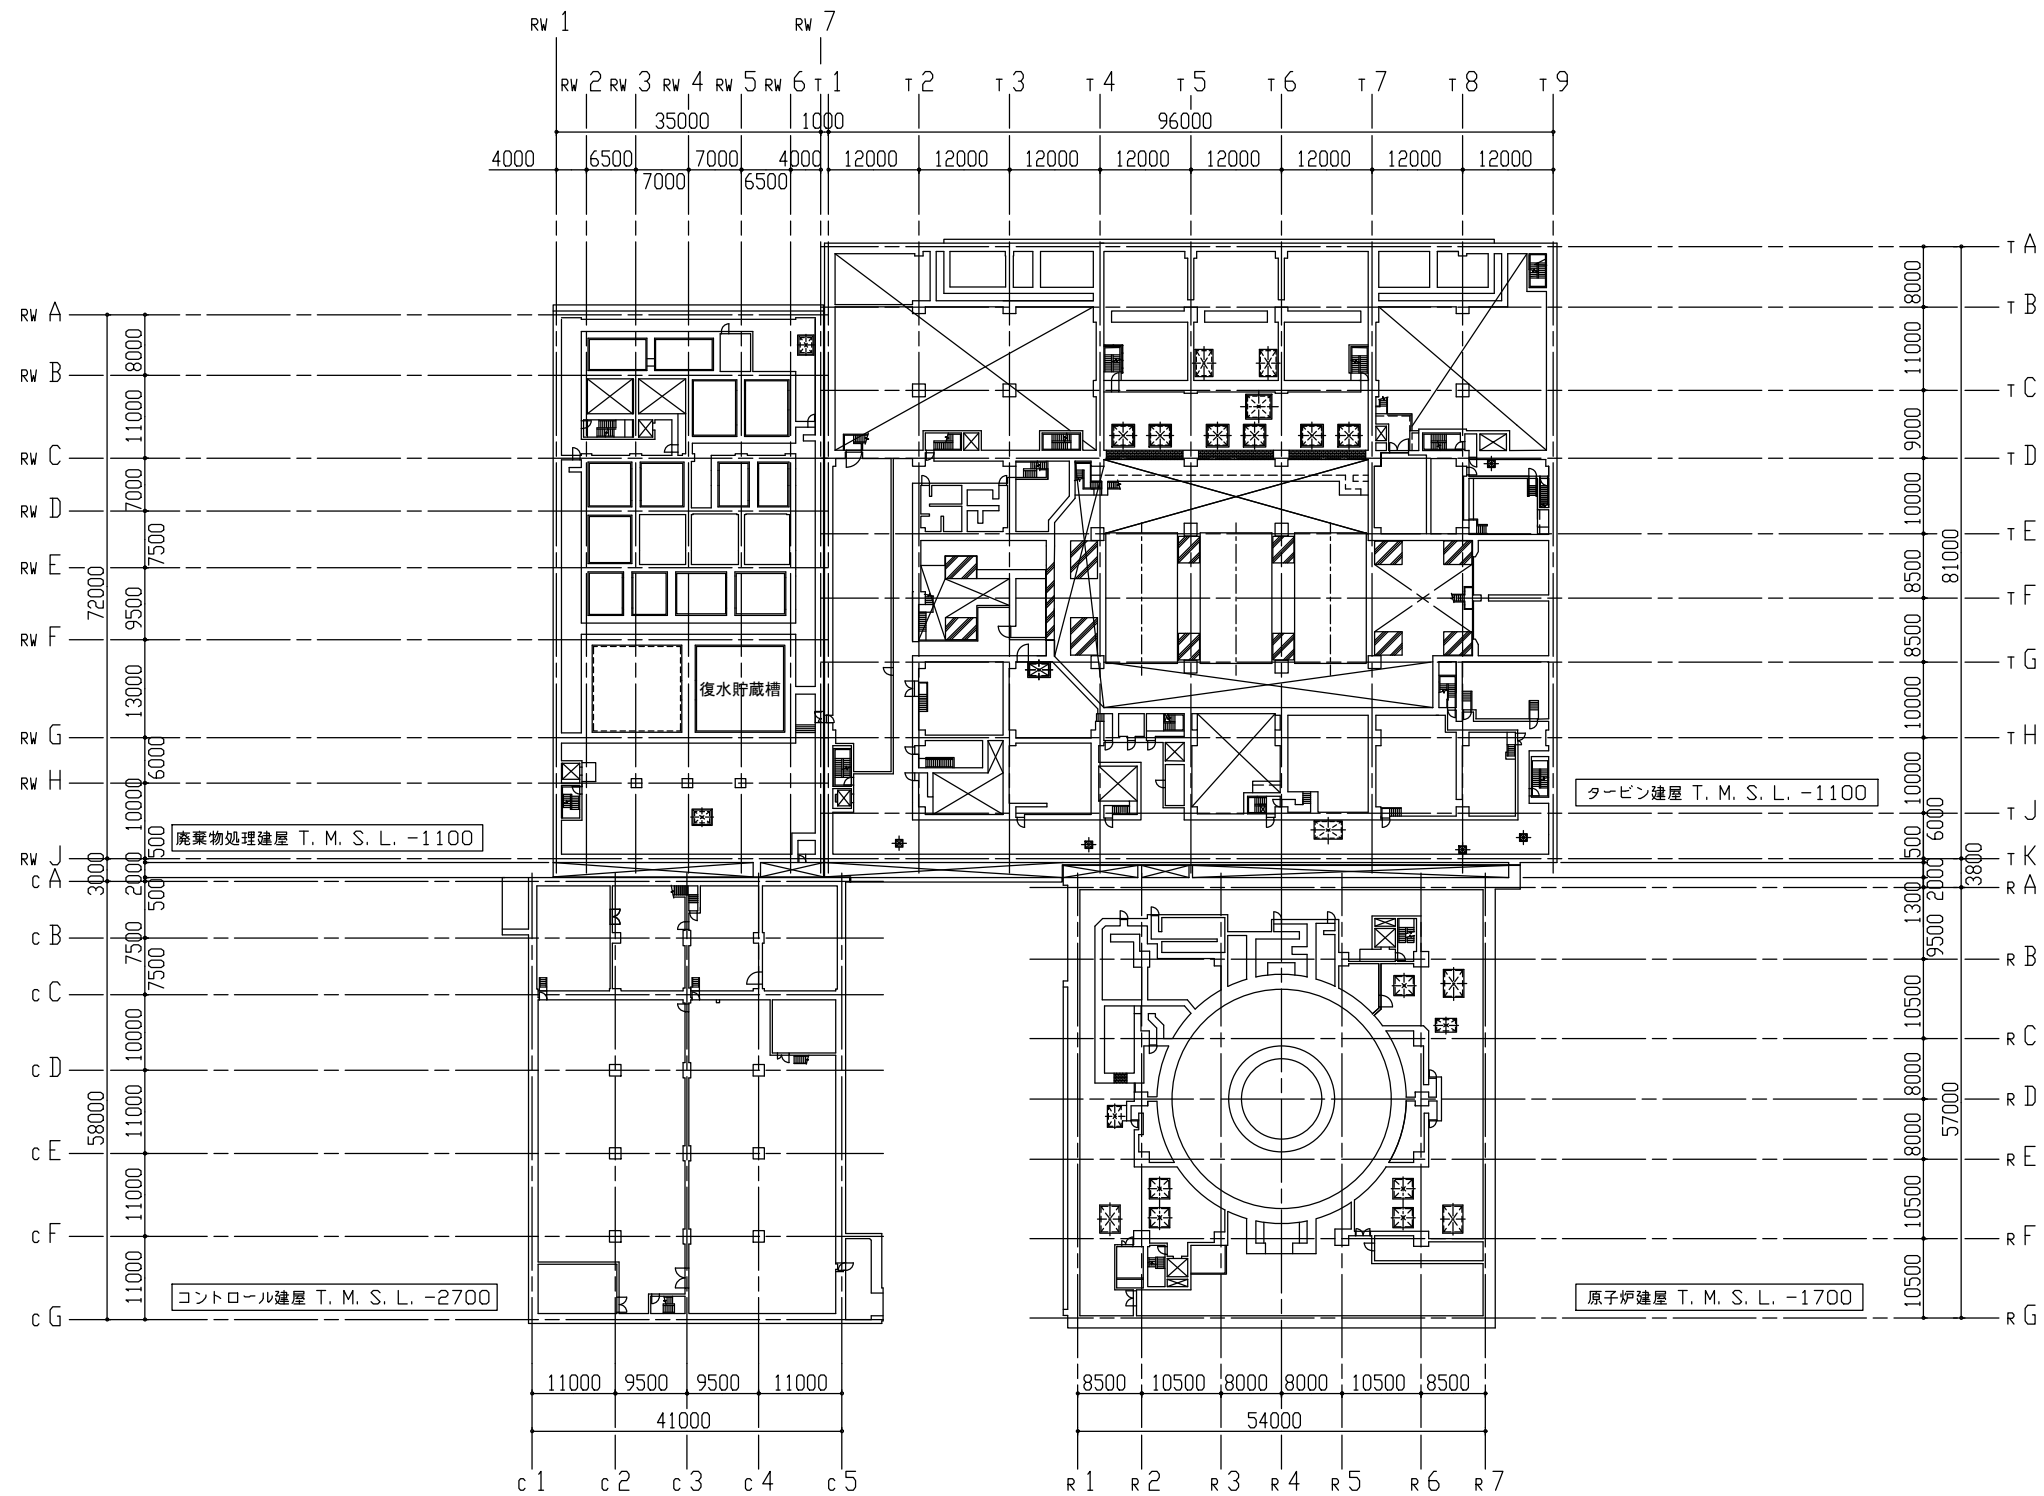 RW 1
RW 7
RW 2 RW 3 RW 4 RW 5 RW 6 T 1 T 2 T 3 T 4 T 5 T 6 T 7 T 8 T 9
35000 1000 96000
4000 6500 7000 4000 12000 12000 12000 12000 12000 12000 12000 12000
7000 6500
T A
8000
T B
RW A
8000
11000
RW B
T C
11000
9000
RW C
T D
7000
10000
RW D
7500
T E
81000
RW E
8500
72000
9500
T F
RW F
8500
T G
13000
復水貯蔵槽
10000
RW G
T H
6000
RW H
10000
タービン建屋 T. M. S. L. -1100
10000
T J
6000
廃棄物処理建屋 T. M. S. L. -1100
500
500
RW J
T K
3000
2000
2000
3800
C A
R A
500
1300
7500
9500
C B
R B
7500
C C
10500
10000
R C
C D
8000
58000
11000
R D
57000
C E
8000
R E
11000
10500
C F
R F
11000
10500
コントロール建屋 T. M. S. L. -2700
原子炉建屋 T. M. S. L. -1700
C G
R G
11000 9500 9500 11000
8500 10500 8000 8000 10500 8500
41000
54000
C 1 C 2 C 3 C 4 C 5
R 1 R 2 R 3 R 4 R 5 R 6 R 7